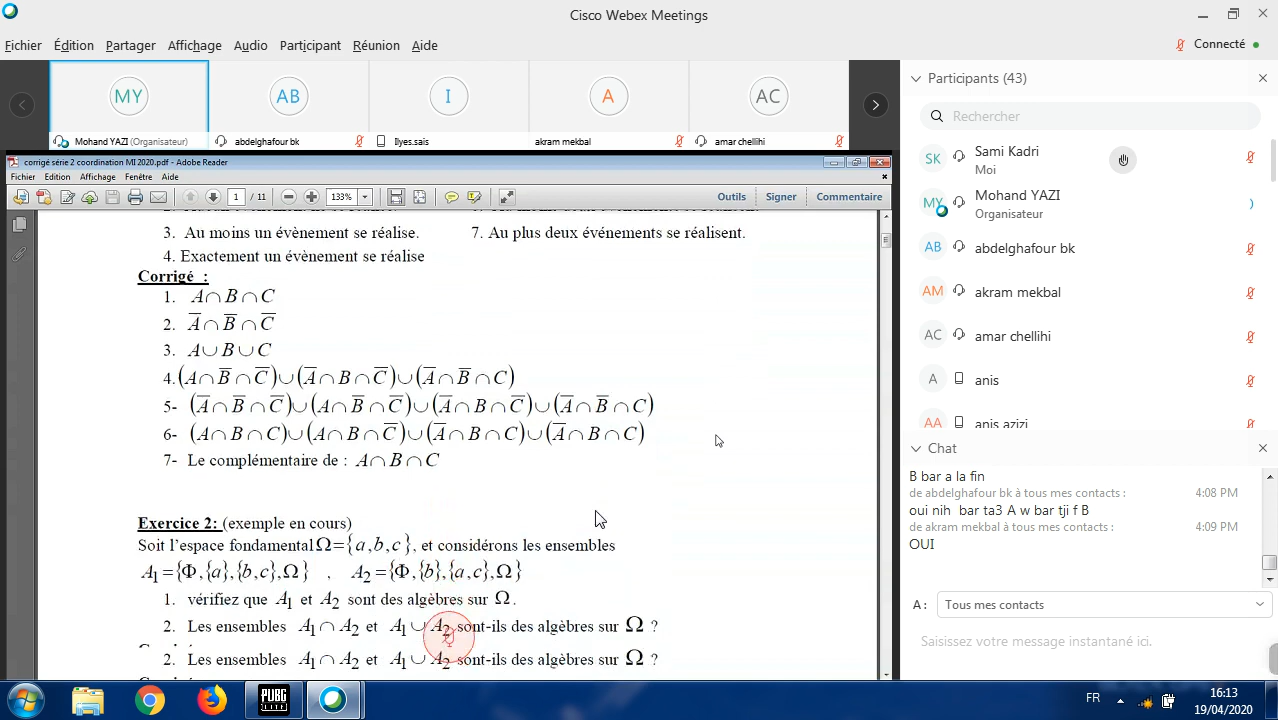 Cisco Webex Meetings
Fichier Édition Partager Affichage Audio Participant Réunion Aide
Connecté
MY AB I A AC
Mohand YAZI (Organisateur) abdelghafour bk Ilyes.sais akram mekbal amar chellihi
corrigé série 2 coordination MI 2020.pdf - Adobe Reader
Fichier Edition Affichage Fenêtre Aide
1 / 11 133% Outils Signer Commentaire
3. Au moins un évènement se réalise. 7. Au plus deux événements se réalisent.
4. Exactement un évènement se réalise
Corrigé :
1. A∩B∩C
2. A̅∩B̅∩C̅
3. A∪B∪C
4. (A∩B̅∩C̅)∪(A̅∩B∩C̅)∪(A̅∩B̅∩C)
5- (A̅∩B̅∩C̅)∪(A∩B̅∩C̅)∪(A̅∩B∩C̅)∪(A̅∩B̅∩C)
6- (A∩B∩C)∪(A∩B∩C̅)∪(A̅∩B∩C)∪(A̅∩B∩C)
7- Le complémentaire de : A∩B∩C
Exercice 2: (exemple en cours)
Soit l'espace fondamental Ω={a,b,c}, et considérons les ensembles
A₁={Φ,{a},{b,c},Ω} , A₂={Φ,{b},{a,c},Ω}
1. vérifiez que A₁ et A₂ sont des algèbres sur Ω.
2. Les ensembles A₁∩A₂ et A₁∪A₂ sont-ils des algèbres sur Ω ?
2. Les ensembles A₁∩A₂ et A₁∪A₂ sont-ils des algèbres sur Ω ?
Participants (43)
Rechercher
SK Sami Kadri
Moi
MY Mohand YAZI
Organisateur
AB abdelghafour bk
AM akram mekbal
AC amar chellihi
A anis
AA anis azizi
Chat
B bar a la fin
de abdelghafour bk à tous mes contacts : 4:08 PM
oui nih bar ta3 A w bar tji f B
de akram mekbal à tous mes contacts : 4:09 PM
OUI
A : Tous mes contacts
Saisissez votre message instantané ici.
PUBG
LITE
FR 16:13
19/04/2020